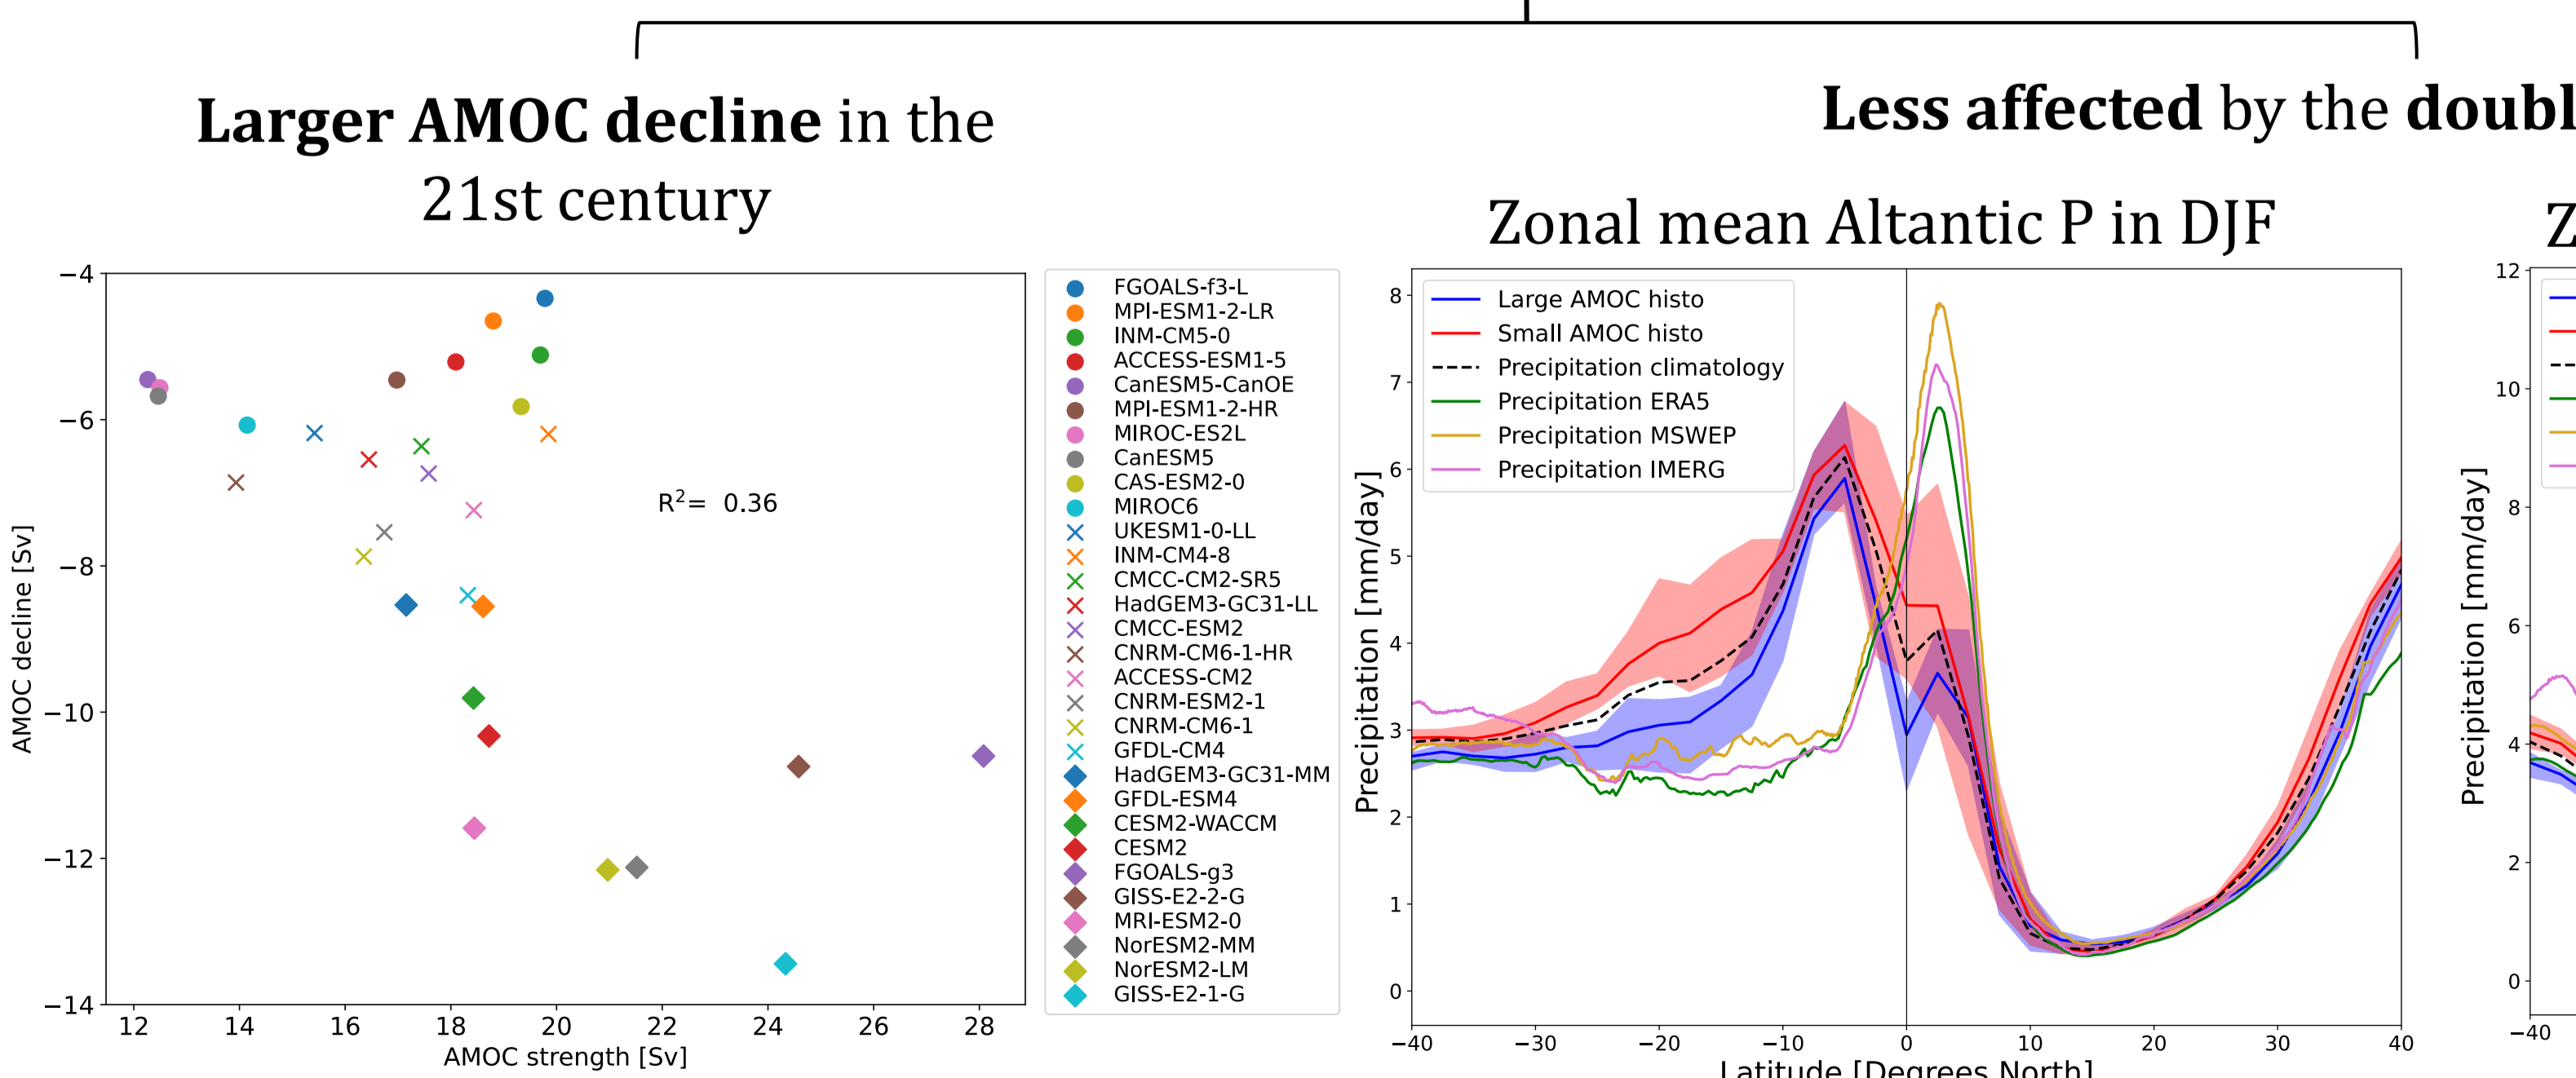 Larger AMOC decline in the
21st century
Less affected by the doubl
Zonal mean Altantic P in DJF
Z
−4
−6
−8
−10
−12
−14
AMOC decline [Sv]
R²= 0.36
12 14 16 18 20 22 24 26 28
AMOC strength [Sv]
FGOALS-f3-L
MPI-ESM1-2-LR
INM-CM5-0
ACCESS-ESM1-5
CanESM5-CanOE
MPI-ESM1-2-HR
MIROC-ES2L
CanESM5
CAS-ESM2-0
MIROC6
UKESM1-0-LL
INM-CM4-8
CMCC-CM2-SR5
HadGEM3-GC31-LL
CMCC-ESM2
CNRM-CM6-1-HR
ACCESS-CM2
CNRM-ESM2-1
CNRM-CM6-1
GFDL-CM4
HadGEM3-GC31-MM
GFDL-ESM4
CESM2-WACCM
CESM2
FGOALS-g3
GISS-E2-2-G
MRI-ESM2-0
NorESM2-MM
NorESM2-LM
GISS-E2-1-G
8
7
6
5
4
3
2
1
0
Precipitation [mm/day]
Large AMOC histo
Small AMOC histo
Precipitation climatology
Precipitation ERA5
Precipitation MSWEP
Precipitation IMERG
−40 −30 −20 −10 0 10 20 30 40
Latitude [Degrees North]
12
10
8
6
4
2
0
Precipitation [mm/day]
−40